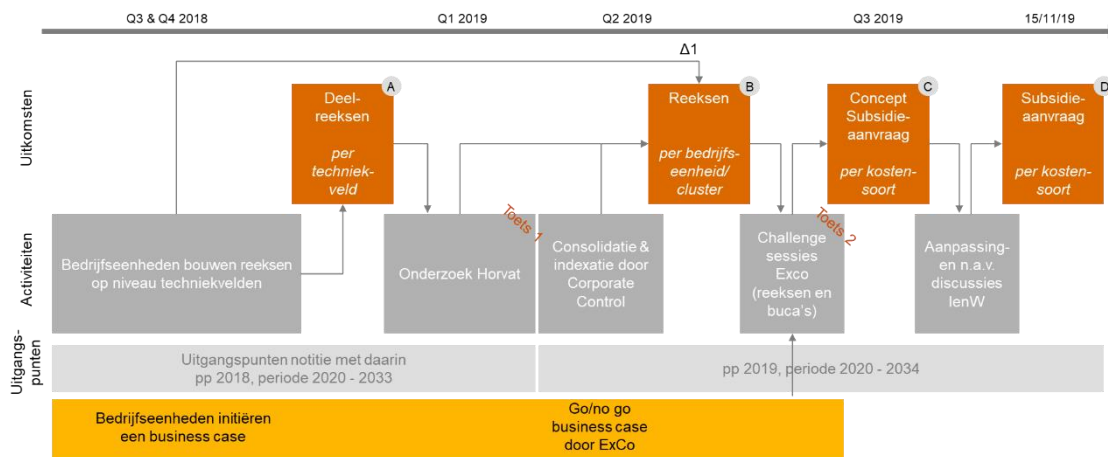 Q3 & Q4 2018
Q1 2019
Q2 2019
Q3 2019
15/11/19
Δ1
Uitkomsten
A
Deel-
reeksen
per
techniek-
veld
B
Reeksen
per bedrijfs-
eenheid/
cluster
C
Concept
Subsidie-
aanvraag
per kosten-
soort
D
Subsidie-
aanvraag
per kosten-
soort
Activiteiten
Bedrijfseenheden bouwen reeksen
op niveau techniekvelden
Toets 1
Onderzoek Horvat
Consolidatie &
indexatie door
Corporate
Control
Toets 2
Challenge
sessies
Exco
(reeksen en
buca's)
Aanpassing-
en n.a.v.
discussies
IenW
Uitgangs-
punten
Uitgangspunten notitie met daarin
pp 2018, periode 2020 - 2033
pp 2019, periode 2020 - 2034
Bedrijfseenheden initiëren
een business case
Go/no go
business case
door ExCo